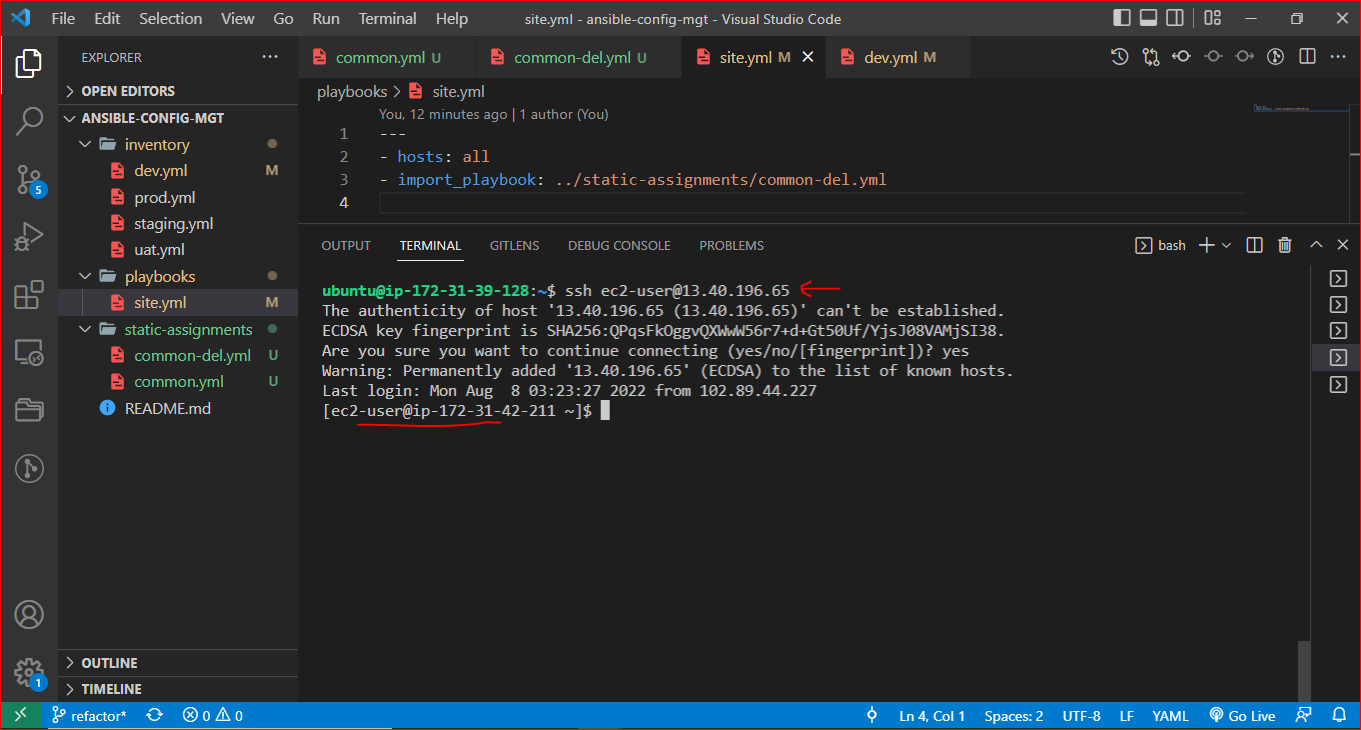 File Edit Selection View Go Run Terminal Help site.yml - ansible-config-mgt - Visual Studio Code
EXPLORER
OPEN EDITORS
ANSIBLE-CONFIG-MGT
inventory
dev.yml M
prod.yml
staging.yml
uat.yml
playbooks
site.yml M
static-assignments
common-del.yml U
common.yml U
README.md
OUTLINE
TIMELINE
5
1
common.yml U common-del.yml U site.yml M dev.yml M
playbooks > site.yml
You, 12 minutes ago | 1 author (You)
1 ---
2 - hosts: all
3 - import_playbook: ../static-assignments/common-del.yml
4
OUTPUT TERMINAL GITLENS DEBUG CONSOLE PROBLEMS bash
ubuntu@ip-172-31-39-128:~$ ssh ec2-user@13.40.196.65
The authenticity of host '13.40.196.65 (13.40.196.65)' can't be established.
ECDSA key fingerprint is SHA256:QPqsFkOggvQXWwW56r7+d+Gt50Uf/YjsJ08VAMjSI38.
Are you sure you want to continue connecting (yes/no/[fingerprint])? yes
Warning: Permanently added '13.40.196.65' (ECDSA) to the list of known hosts.
Last login: Mon Aug  8 03:23:27 2022 from 102.89.44.227
[ec2-user@ip-172-31-42-211 ~]$
refactor* 0 0 Ln 4, Col 1 Spaces: 2 UTF-8 LF YAML Go Live